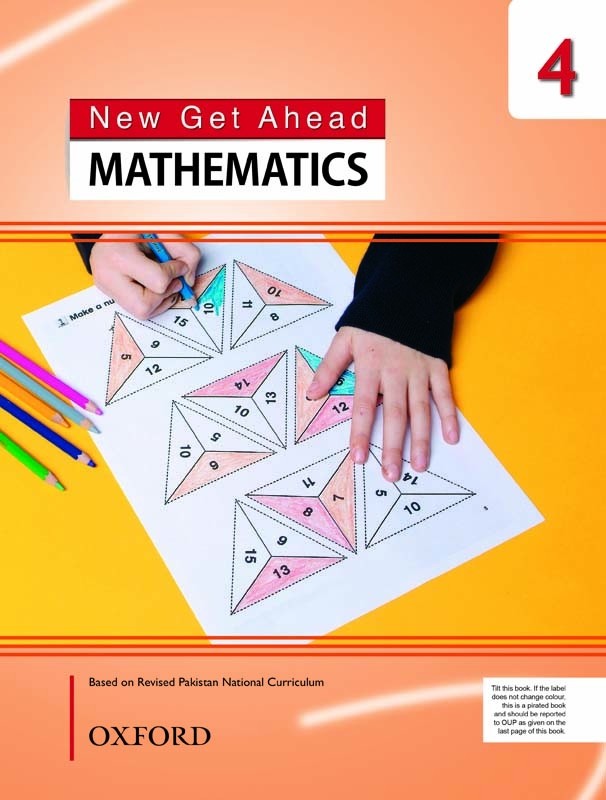 4
New Get Ahead
MATHEMATICS
1 Make a nu
15 10
11 10 8
5 9 12
14 10 13
12
10 5 6
11 8 7
5 14 10
15 9 13
Based on Revised Pakistan National Curriculum
OXFORD
Tilt this book. If the label
does not change colour,
this is a pirated book
and should be reported
to OUP as given on the
last page of this book.